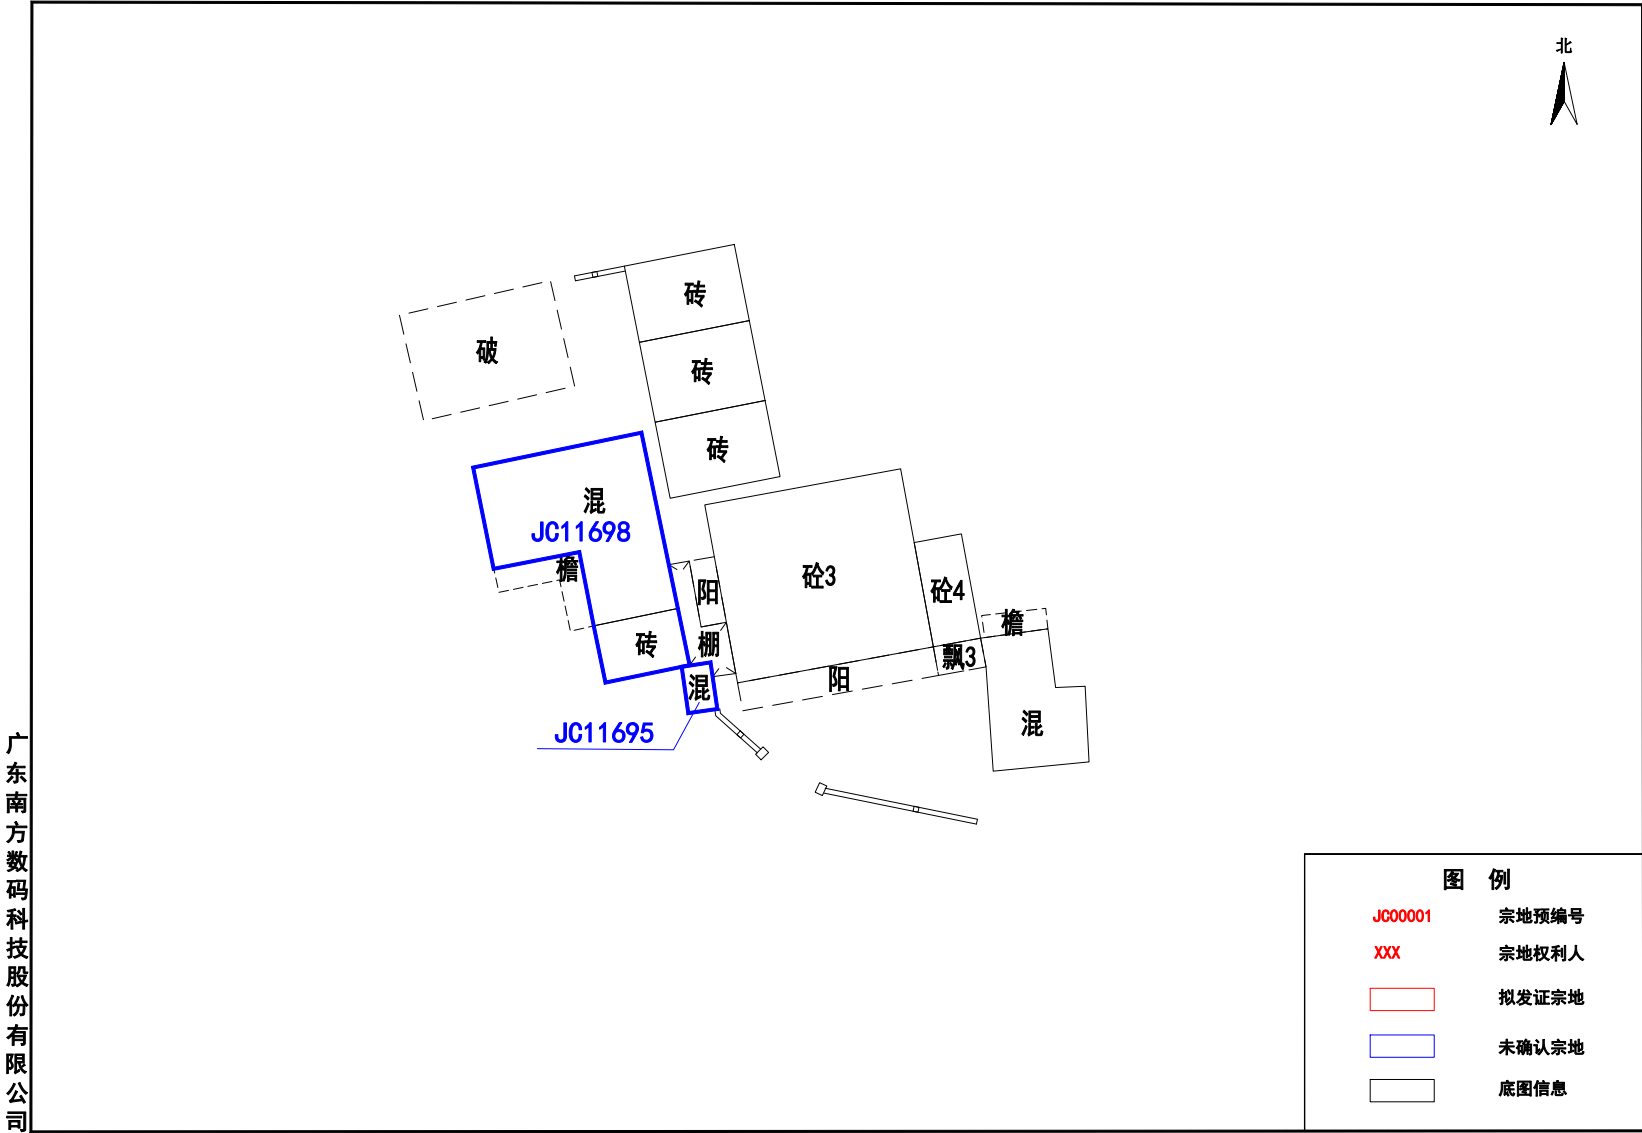 北
砖
破
砖
砖
混
JC11698
檐
砼3
阳
砼4
檐
砖
棚
飘3
阳
混
混
JC11695
广东南方数码科技股份有限公司
图 例
JC00001 宗地预编号
XXX 宗地权利人
拟发证宗地
未确认宗地
底图信息